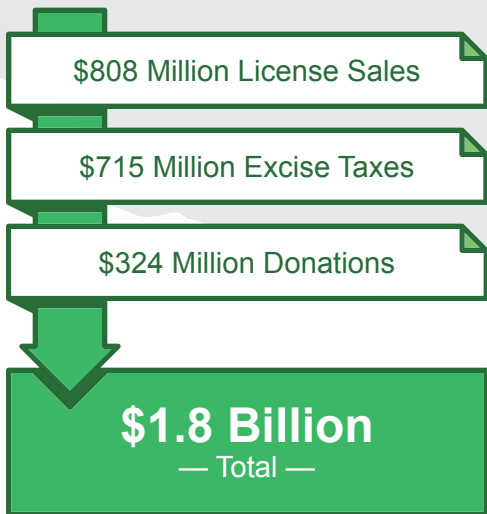 $808 Million License Sales
$715 Million Excise Taxes
$324 Million Donations
$1.8 Billion
— Total —